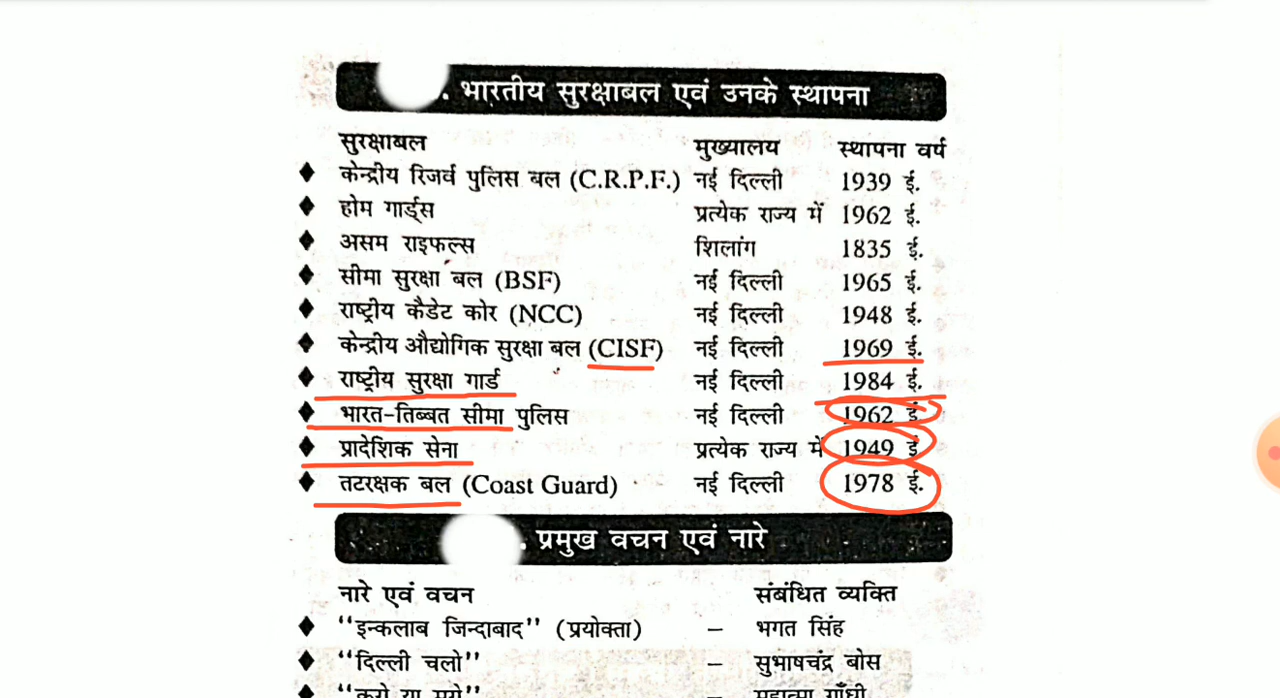 . भारतीय सुरक्षाबल एवं उनके स्थापना
सुरक्षाबल मुख्यालय स्थापना वर्ष
♦ केन्द्रीय रिजर्व पुलिस बल (C.R.P.F.) नई दिल्ली 1939 ई.
♦ होम गार्ड्स प्रत्येक राज्य में 1962 ई.
♦ असम राइफल्स शिलांग 1835 ई.
♦ सीमा सुरक्षा बल (BSF) नई दिल्ली 1965 ई.
♦ राष्ट्रीय कैडेट कोर (NCC) नई दिल्ली 1948 ई.
♦ केन्द्रीय औद्योगिक सुरक्षा बल (CISF) नई दिल्ली 1969 ई.
♦ राष्ट्रीय सुरक्षा गार्ड नई दिल्ली 1984 ई.
♦ भारत-तिब्बत सीमा पुलिस नई दिल्ली 1962 ई.
♦ प्रादेशिक सेना प्रत्येक राज्य में 1949 ई
♦ तटरक्षक बल (Coast Guard) नई दिल्ली 1978 ई.
. प्रमुख वचन एवं नारे
नारे एवं वचन संबंधित व्यक्ति
♦ “इन्कलाब जिन्दाबाद” (प्रयोक्ता) – भगत सिंह
♦ “दिल्ली चलो” – सुभाषचंद्र बोस
♦ “करो या मरो” – महात्मा गाँधी